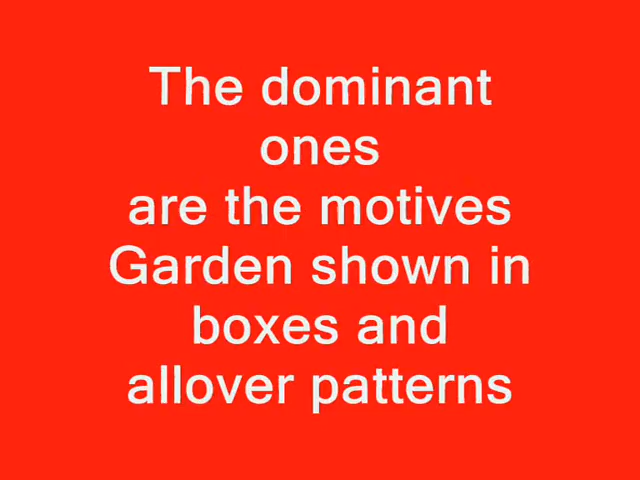 The dominant
ones
are the motives
Garden shown in
boxes and
allover patterns